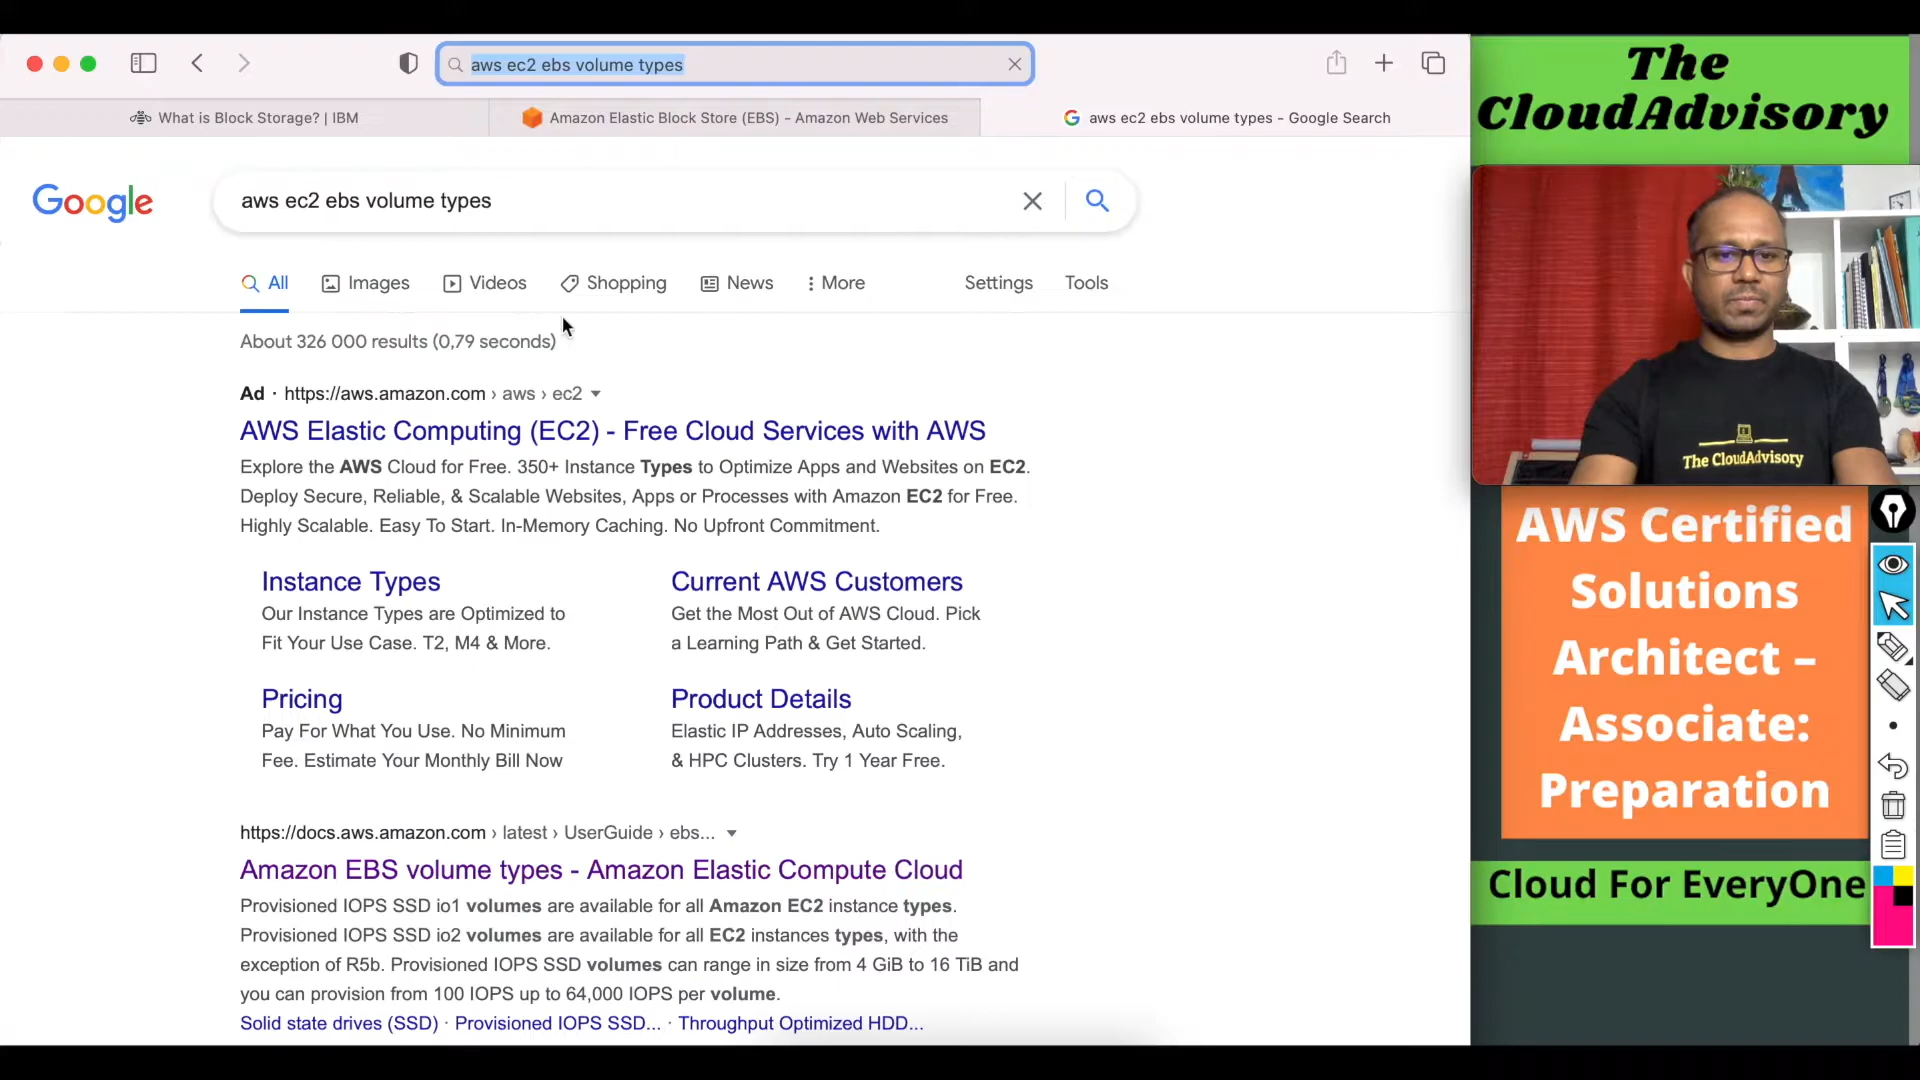 aws ec2 ebs volume types
What is Block Storage? | IBM
Amazon Elastic Block Store (EBS) - Amazon Web Services
aws ec2 ebs volume types - Google Search
Google
aws ec2 ebs volume types
All
Images
Videos
Shopping
News
More
Settings
Tools
About 326 000 results (0,79 seconds)
Ad · https://aws.amazon.com › aws › ec2
AWS Elastic Computing (EC2) - Free Cloud Services with AWS
Explore the AWS Cloud for Free. 350+ Instance Types to Optimize Apps and Websites on EC2.
Deploy Secure, Reliable, & Scalable Websites, Apps or Processes with Amazon EC2 for Free.
Highly Scalable. Easy To Start. In-Memory Caching. No Upfront Commitment.
Instance Types
Our Instance Types are Optimized to
Fit Your Use Case. T2, M4 & More.
Current AWS Customers
Get the Most Out of AWS Cloud. Pick
a Learning Path & Get Started.
Pricing
Pay For What You Use. No Minimum
Fee. Estimate Your Monthly Bill Now
Product Details
Elastic IP Addresses, Auto Scaling,
& HPC Clusters. Try 1 Year Free.
https://docs.aws.amazon.com › latest › UserGuide › ebs...
Amazon EBS volume types - Amazon Elastic Compute Cloud
Provisioned IOPS SSD io1 volumes are available for all Amazon EC2 instance types.
Provisioned IOPS SSD io2 volumes are available for all EC2 instances types, with the
exception of R5b. Provisioned IOPS SSD volumes can range in size from 4 GiB to 16 TiB and
you can provision from 100 IOPS up to 64,000 IOPS per volume.
Solid state drives (SSD) · Provisioned IOPS SSD... · Throughput Optimized HDD...
The
CloudAdvisory
The CloudAdvisory
AWS Certified
Solutions
Architect –
Associate:
Preparation
Cloud For EveryOne